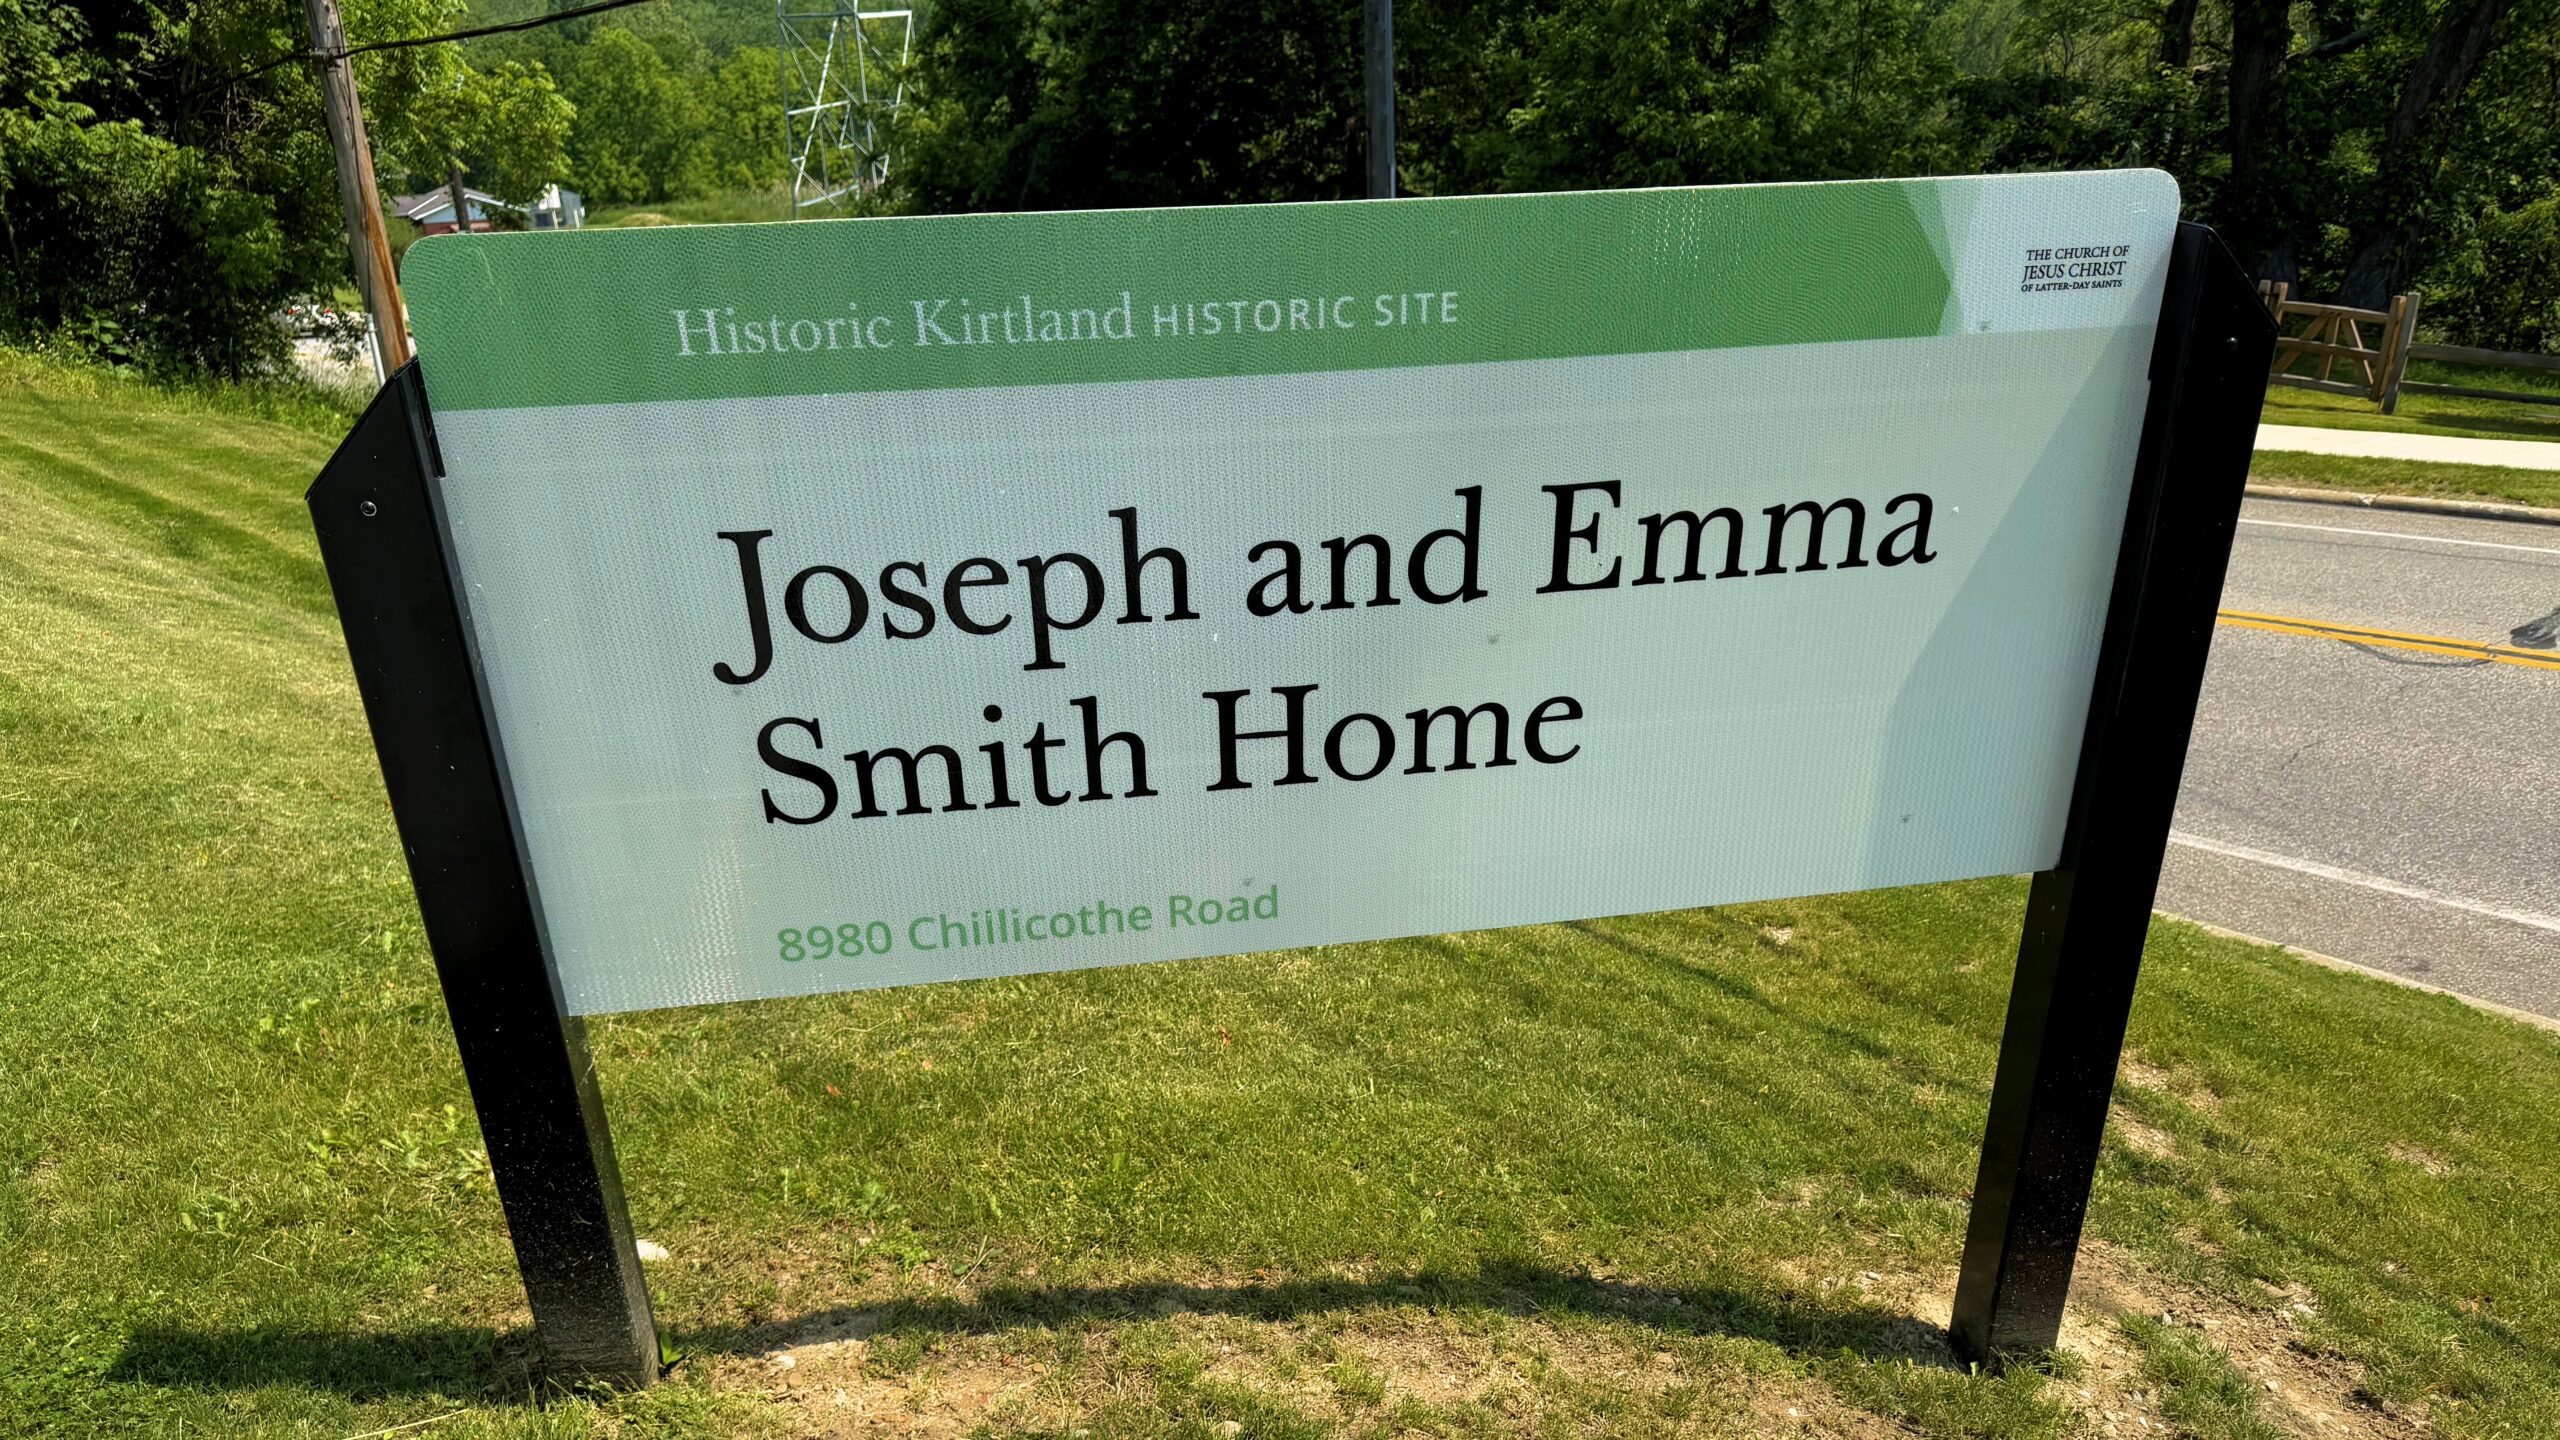 Historic Kirtland HISTORIC SITE
THE CHURCH OF
JESUS CHRIST
OF LATTER-DAY SAINTS
Joseph and Emma
Smith Home
8980 Chillicothe Road